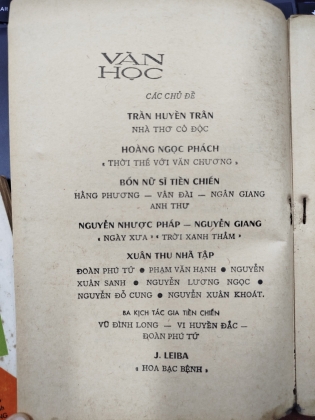 VĂN
HỌC
CÁC CHỦ ĐỀ
TRẦN HUYỀN TRÂN
NHÀ THƠ CÔ ĐỘC
HOÀNG NGỌC PHÁCH
« THỜI THẾ VỚI VĂN CHƯƠNG »
BỐN NỮ SĨ TIỀN CHIẾN
HẰNG PHƯƠNG — VÂN ĐÀI — NGÂN GIANG
ANH THƯ
NGUYỄN NHƯỢC PHÁP — NGUYỄN GIANG
« NGÀY XƯA » « TRỜI XANH THẲM »
XUÂN THU NHÃ TẬP
ĐOÀN PHÚ TỨ ● PHẠM VĂN HẠNH ● NGUYỄN
XUÂN SANH ● NGUYỄN LƯƠNG NGỌC ●
NGUYỄN ĐỖ CUNG ● NGUYỄN XUÂN KHOÁT.
BA KỊCH TÁC GIA TIỀN CHIẾN
VŨ ĐÌNH LONG — VI HUYỀN ĐẮC —
ĐOÀN PHÚ TỨ
J. LEIBA
« HOA BẠC BỆNH »